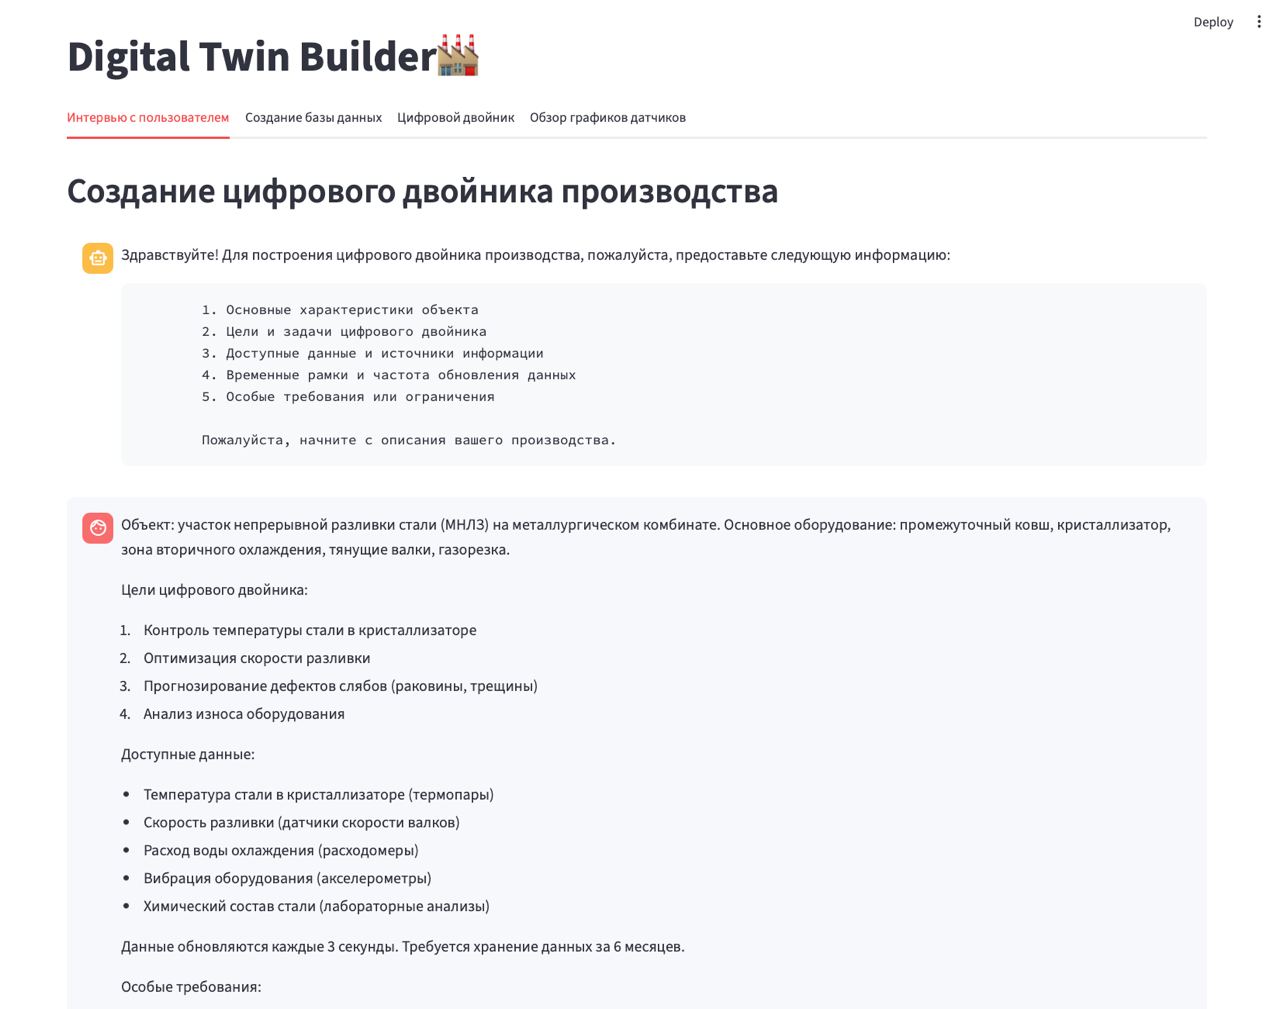 Deploy
Digital Twin Builder
Интервью с пользователем
Создание базы данных
Цифровой двойник
Обзор графиков датчиков
Создание цифрового двойника производства
Здравствуйте! Для построения цифрового двойника производства, пожалуйста, предоставьте следующую информацию:
1. Основные характеристики объекта
2. Цели и задачи цифрового двойника
3. Доступные данные и источники информации
4. Временные рамки и частота обновления данных
5. Особые требования или ограничения
Пожалуйста, начните с описания вашего производства.
Объект: участок непрерывной разливки стали (МНЛЗ) на металлургическом комбинате. Основное оборудование: промежуточный ковш, кристаллизатор,
зона вторичного охлаждения, тянущие валки, газорезка.
Цели цифрового двойника:
1. Контроль температуры стали в кристаллизаторе
2. Оптимизация скорости разливки
3. Прогнозирование дефектов слябов (раковины, трещины)
4. Анализ износа оборудования
Доступные данные:
• Температура стали в кристаллизаторе (термопары)
• Скорость разливки (датчики скорости валков)
• Расход воды охлаждения (расходомеры)
• Вибрация оборудования (акселерометры)
• Химический состав стали (лабораторные анализы)
Данные обновляются каждые 3 секунды. Требуется хранение данных за 6 месяцев.
Особые требования: